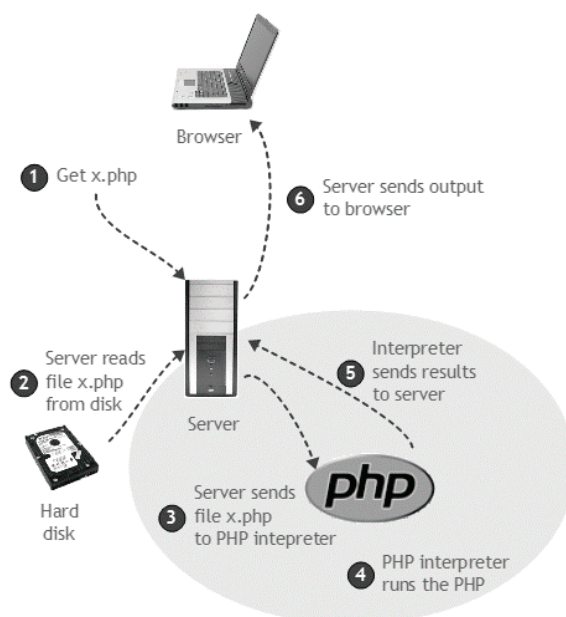 Browser
1 Get x.php
6 Server sends output
to browser
2 Server reads
file x.php
from disk
Server
5 Interpreter
sends results
to server
Hard
disk
3 Server sends
file x.php
to PHP intepreter
php
4 PHP interpreter
runs the PHP